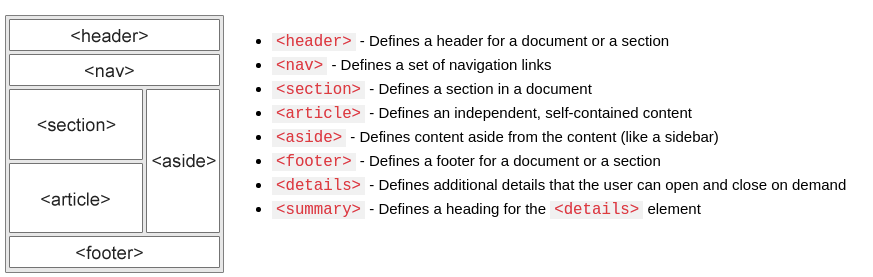 <header>
<nav>
<section>
<aside>
<article>
<footer>
<header> - Defines a header for a document or a section
<nav> - Defines a set of navigation links
<section> - Defines a section in a document
<article> - Defines an independent, self-contained content
<aside> - Defines content aside from the content (like a sidebar)
<footer> - Defines a footer for a document or a section
<details> - Defines additional details that the user can open and close on demand
<summary> - Defines a heading for the <details> element